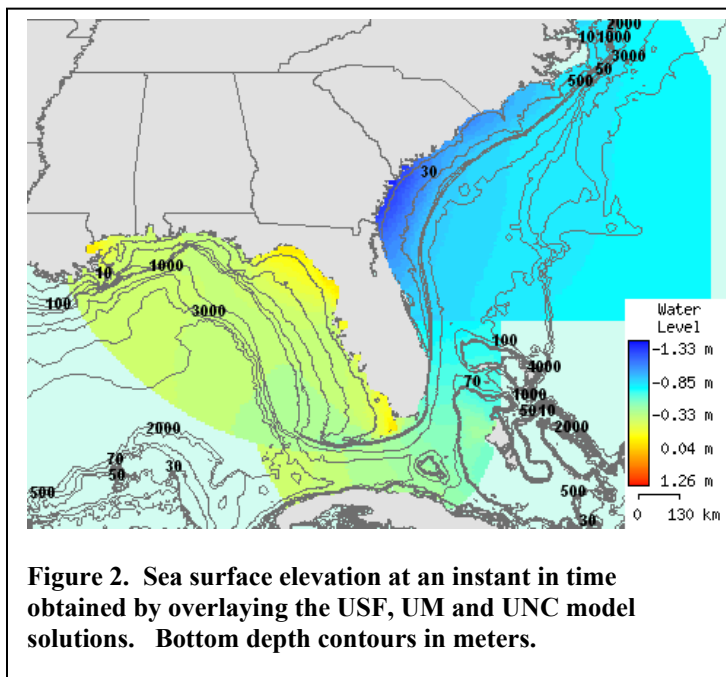 2000
10 1000
50 3000
500
30
10
1000
100
3000
100
4000
70
1000
50 10
2000
2000
70
50
30
500
500
30
Water
Level
-1.33 m
-0.85 m
-0.33 m
0.04 m
1.26 m
0 130 km
Figure 2. Sea surface elevation at an instant in time
obtained by overlaying the USF, UM and UNC model
solutions. Bottom depth contours in meters.